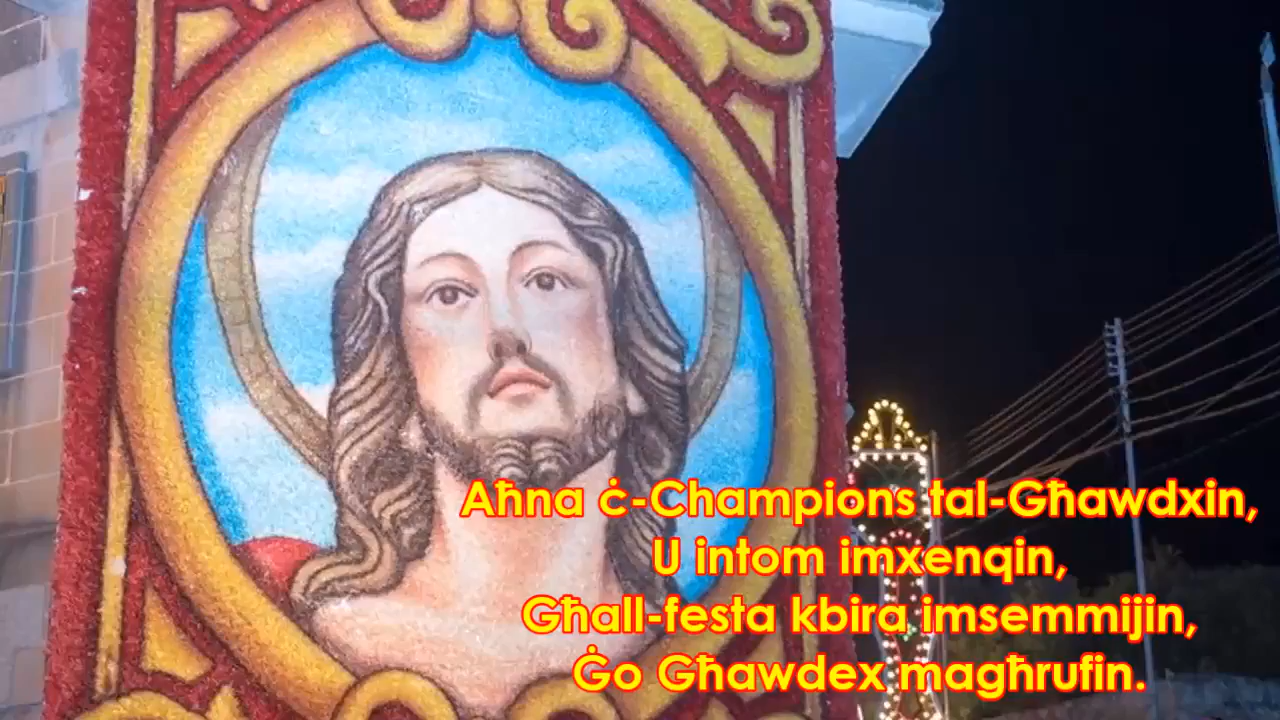 Aħna ċ-Champions tal-Għawdxin,
U intom imxenqin,
Għall-festa kbira imsemmijin,
Ġo Għawdex magħrufin.